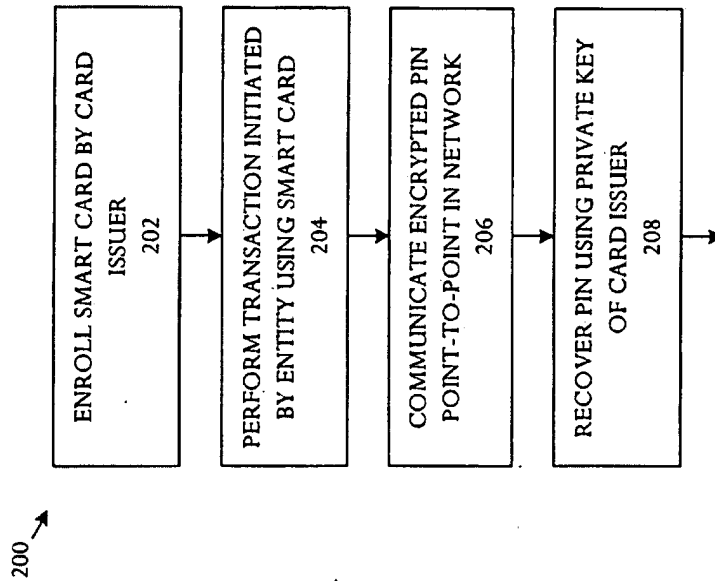 200
ENROLL SMART CARD BY CARD
ISSUER
202
PERFORM TRANSACTION INITIATED
BY ENTITY USING SMART CARD
204
COMMUNICATE ENCRYPTED PIN
POINT-TO-POINT IN NETWORK
206
RECOVER PIN USING PRIVATE KEY
OF CARD ISSUER
208